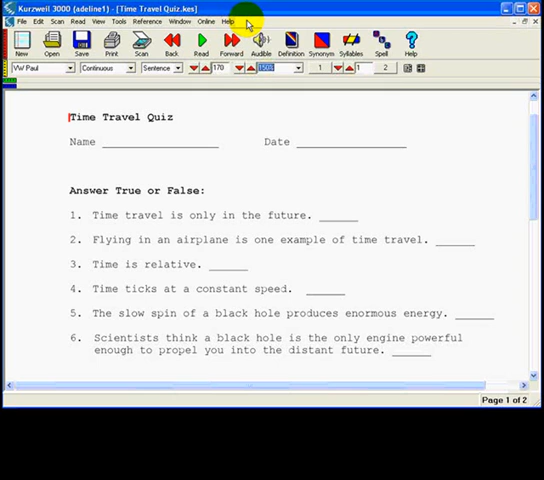 Kurzweil 3000 (adeline1) - [Time Travel Quiz.kes]
File Edit Scan Read View Tools Reference Window Online Help
New Open Save Print Scan Back Read Forward Audible Definition Synonym Syllables Spell Help
VW Paul Continuous Sentence 170 150% 1 1 2
Time Travel Quiz
Name Date
Answer True or False:
1. Time travel is only in the future.
2. Flying in an airplane is one example of time travel.
3. Time is relative.
4. Time ticks at a constant speed.
5. The slow spin of a black hole produces enormous energy.
6. Scientists think a black hole is the only engine powerful
enough to propel you into the distant future.
Page 1 of 2